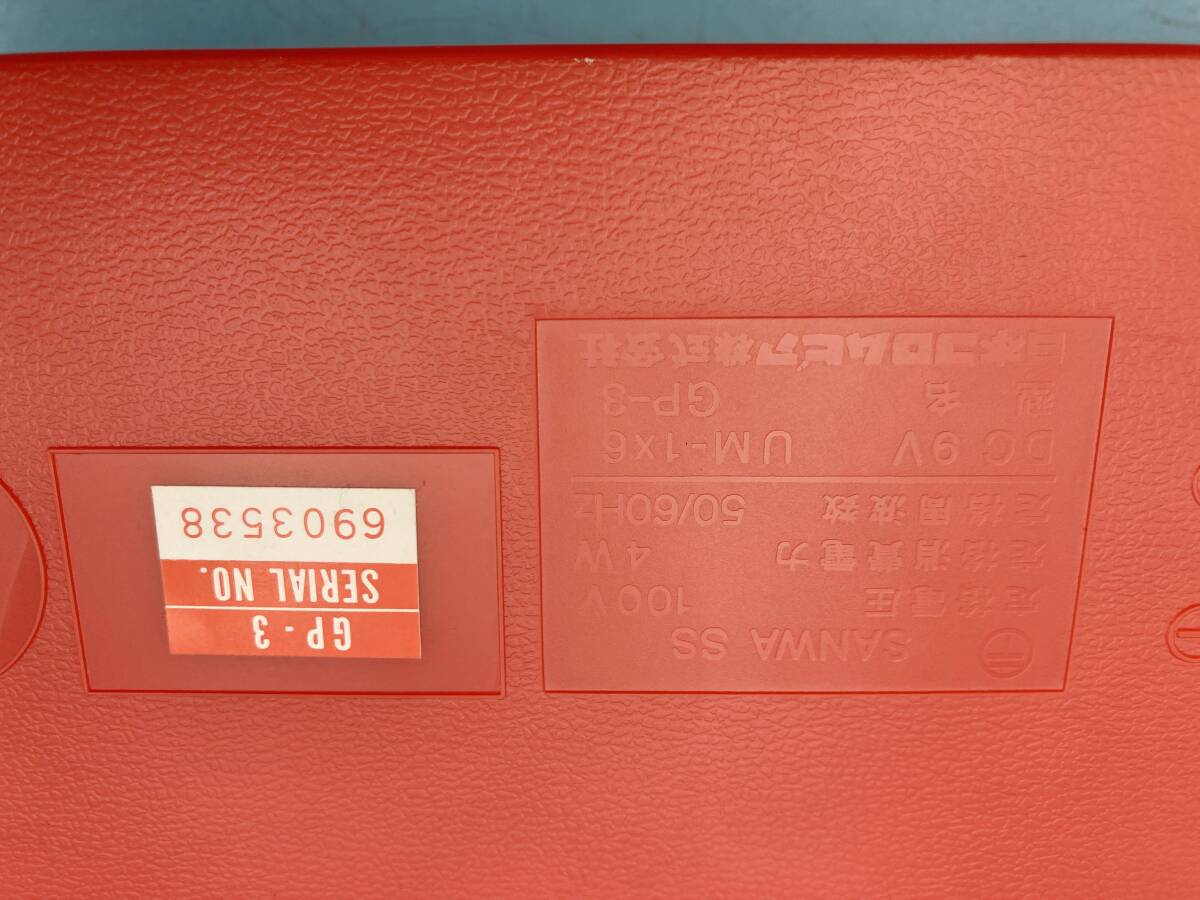 〒 SANWA SS
定格電圧 100V
定格消費電力 4W
定格周波数 50/60Hz
DC 9V UM-1×6
型名 GP-3
日本コロムビア株式会社
GP-3
SERIAL NO.
6903538